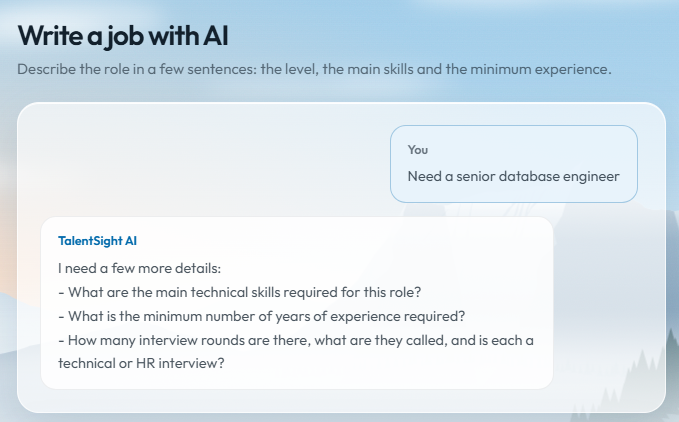 Write a job with AI
Describe the role in a few sentences: the level, the main skills and the minimum experience.
You
Need a senior database engineer
TalentSight AI
I need a few more details:
- What are the main technical skills required for this role?
- What is the minimum number of years of experience required?
- How many interview rounds are there, what are they called, and is each a
technical or HR interview?